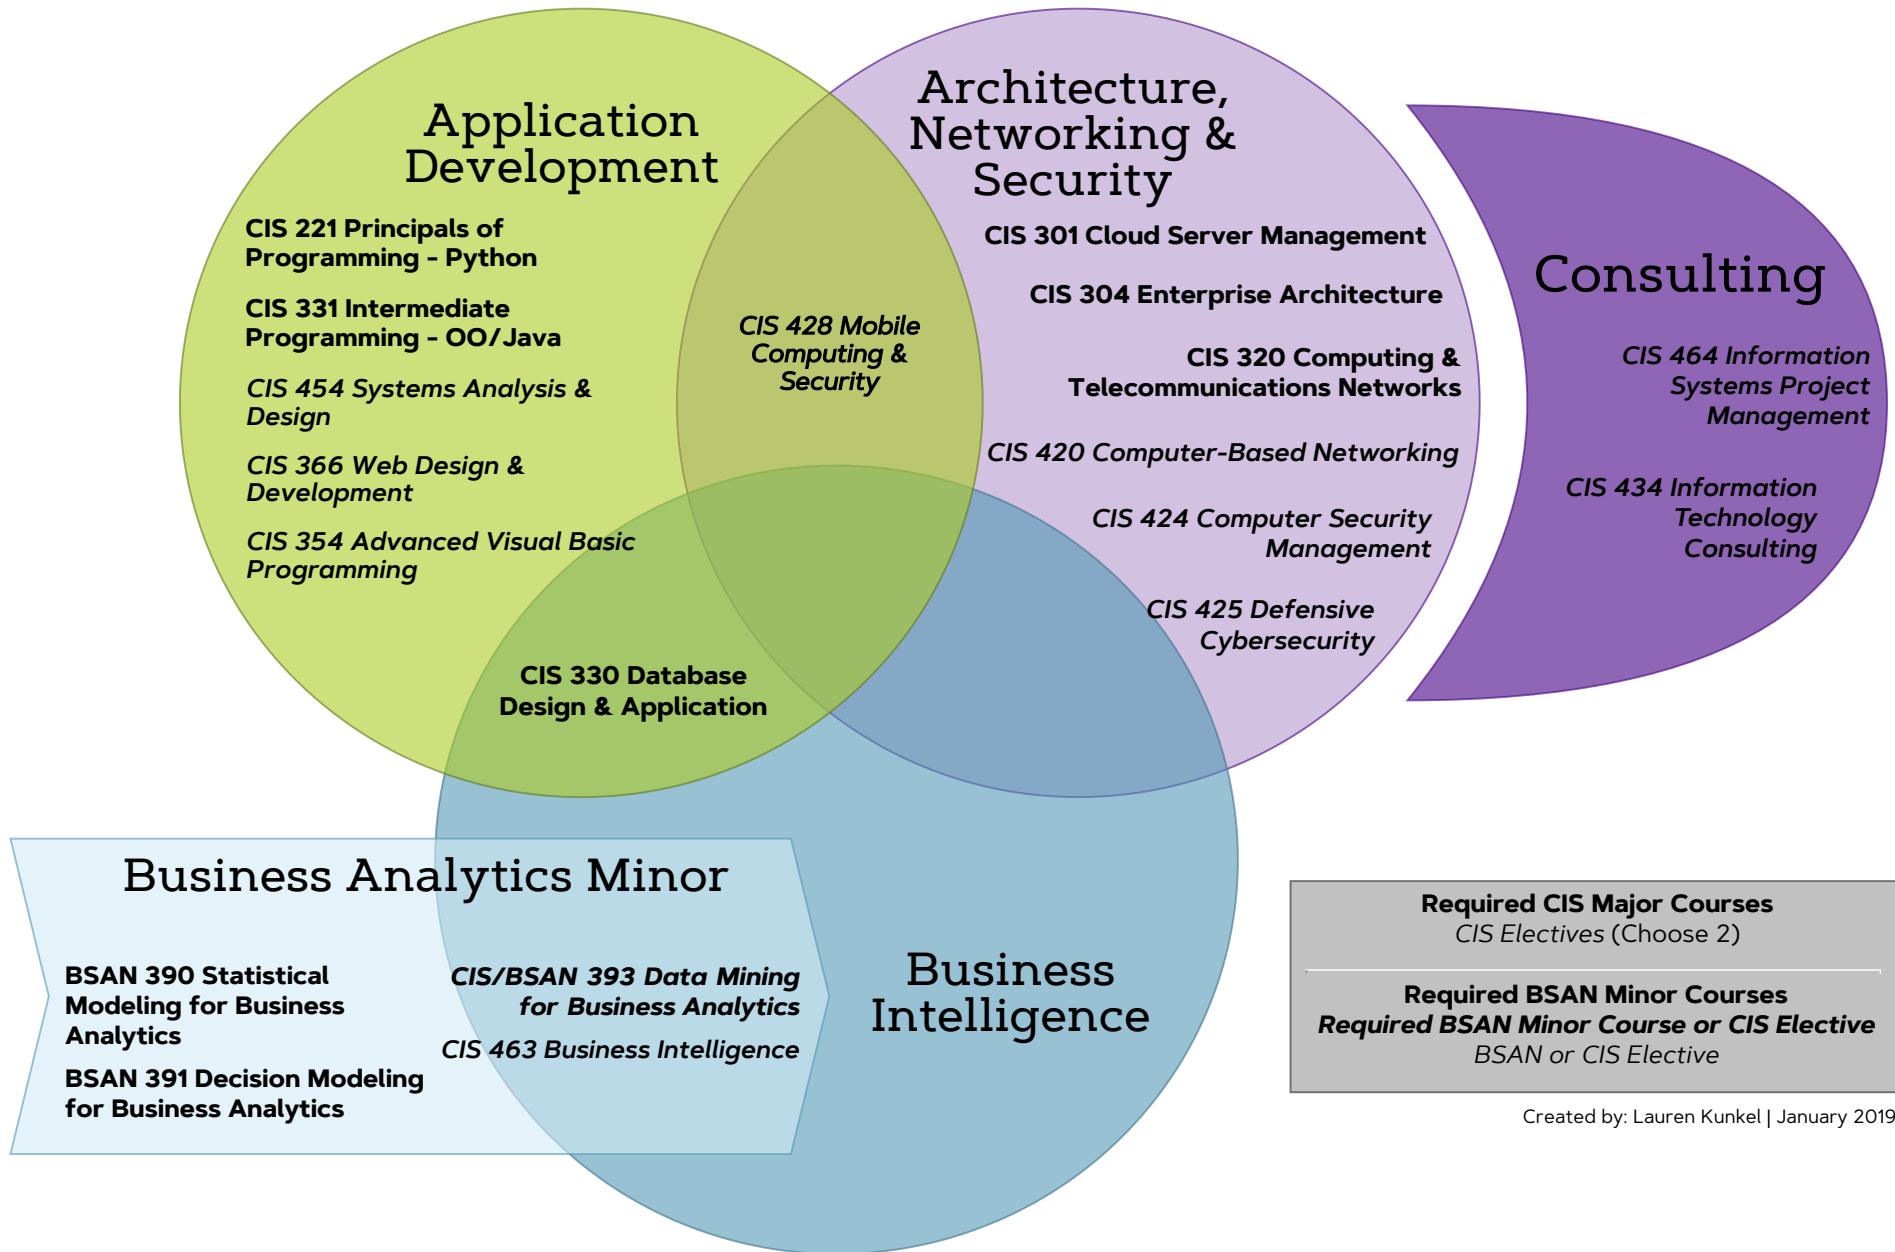 Application
Development
CIS 221 Principals of
Programming - Python
CIS 331 Intermediate
Programming - OO/Java
CIS 454 Systems Analysis &
Design
CIS 366 Web Design &
Development
CIS 354 Advanced Visual Basic
Programming
CIS 428 Mobile
Computing &
Security
Architecture,
Networking &
Security
CIS 301 Cloud Server Management
CIS 304 Enterprise Architecture
CIS 320 Computing &
Telecommunications Networks
CIS 420 Computer-Based Networking
CIS 424 Computer Security
Management
CIS 425 Defensive
Cybersecurity
Consulting
CIS 464 Information
Systems Project
Management
CIS 434 Information
Technology
Consulting
CIS 330 Database
Design & Application
Business Analytics Minor
BSAN 390 Statistical
Modeling for Business
Analytics
BSAN 391 Decision Modeling
for Business Analytics
CIS/BSAN 393 Data Mining
for Business Analytics
CIS 463 Business Intelligence
Business
Intelligence
Required CIS Major Courses
CIS Electives (Choose 2)
Required BSAN Minor Courses
Required BSAN Minor Course or CIS Elective
BSAN or CIS Elective
Created by: Lauren Kunkel | January 2019